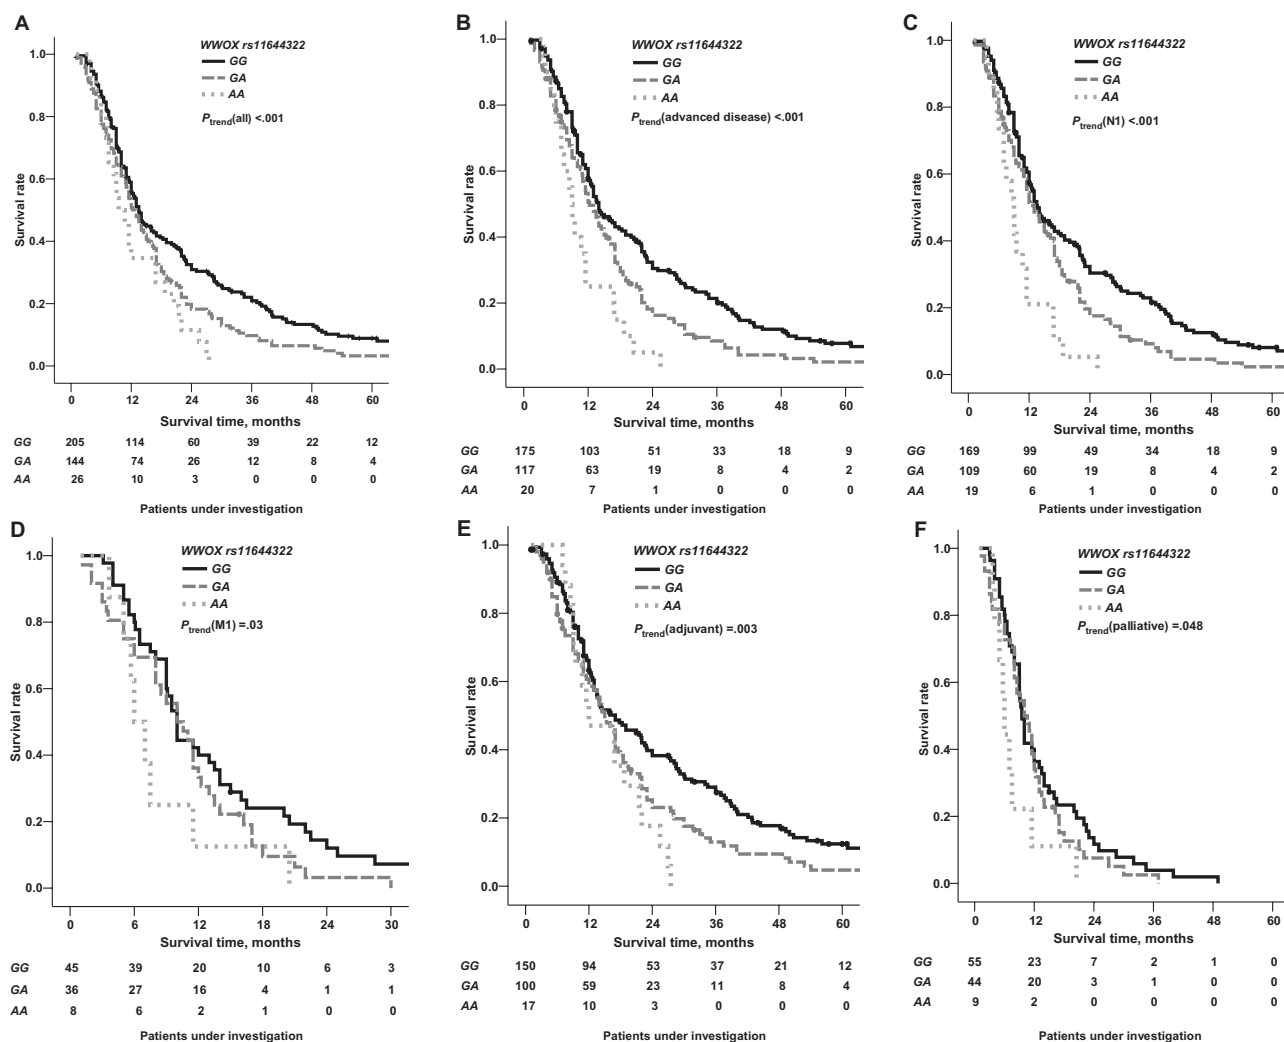 A
WWOX rs11644322
GG
GA
AA
Ptrend(all) <.001
Survival rate
1.0
0.8
0.6
0.4
0.2
0.0
0 12 24 36 48 60
Survival time, months
GG 205 114 60 39 22 12
GA 144 74 26 12 8 4
AA 26 10 3 0 0 0
Patients under investigation
B
WWOX rs11644322
GG
GA
AA
Ptrend(advanced disease) <.001
Survival rate
1.0
0.8
0.6
0.4
0.2
0.0
0 12 24 36 48 60
Survival time, months
GG 175 103 51 33 18 9
GA 117 63 19 8 4 2
AA 20 7 1 0 0 0
Patients under investigation
C
WWOX rs11644322
GG
GA
AA
Ptrend(N1) <.001
Survival rate
1.0
0.8
0.6
0.4
0.2
0.0
0 12 24 36 48 60
Survival time, months
GG 169 99 49 34 18 9
GA 109 60 19 8 4 2
AA 19 6 1 0 0 0
Patients under investigation
D
WWOX rs11644322
GG
GA
AA
Ptrend(M1) =.03
Survival rate
1.0
0.8
0.6
0.4
0.2
0.0
0 6 12 18 24 30
Survival time, months
GG 45 39 20 10 6 3
GA 36 27 16 4 1 1
AA 8 6 2 1 0 0
Patients under investigation
E
WWOX rs11644322
GG
GA
AA
Ptrend(adjuvant) =.003
Survival rate
1.0
0.8
0.6
0.4
0.2
0.0
0 12 24 36 48 60
Survival time, months
GG 150 94 53 37 21 12
GA 100 59 23 11 8 4
AA 17 10 3 0 0 0
Patients under investigation
F
WWOX rs11644322
GG
GA
AA
Ptrend(palliative) =.048
Survival rate
1.0
0.8
0.6
0.4
0.2
0.0
0 12 24 36 48 60
Survival time, months
GG 55 23 7 2 1 0
GA 44 20 3 1 0 0
AA 9 2 0 0 0 0
Patients under investigation